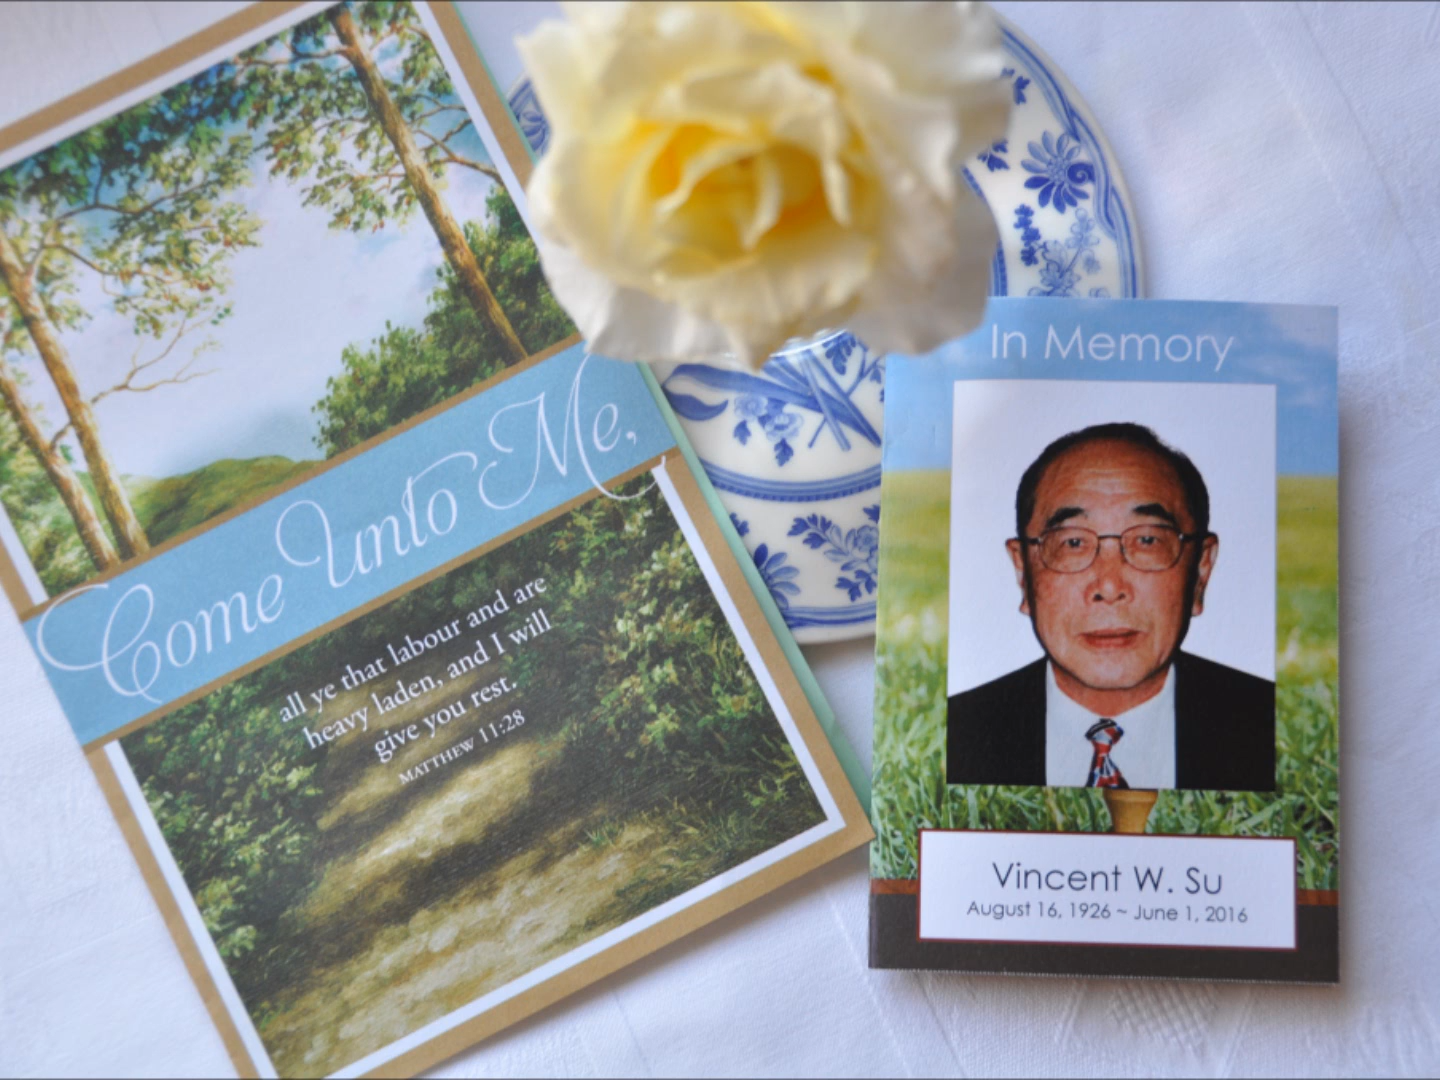 Come Unto Me,
all ye that labour and are
heavy laden, and I will
give you rest.
MATTHEW 11:28
In Memory
Vincent W. Su
August 16, 1926 ~ June 1, 2016